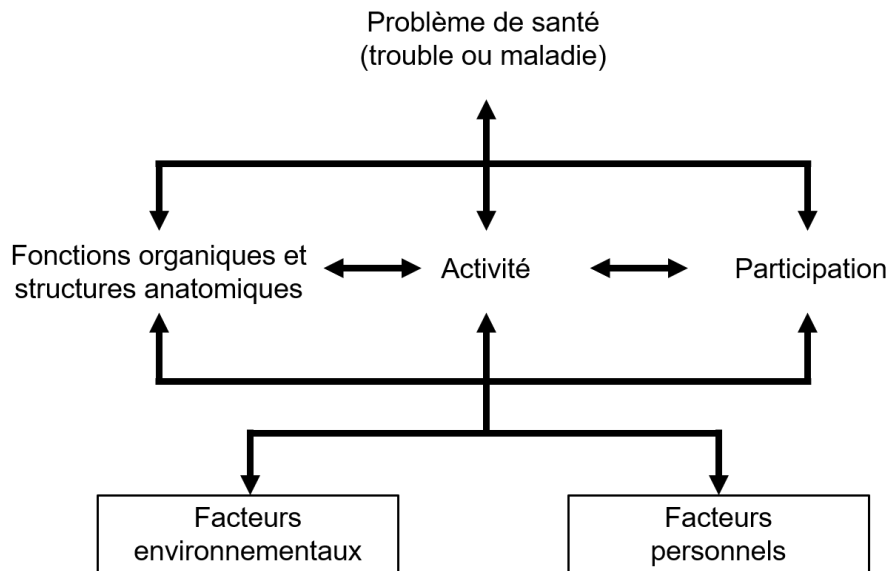 Problème de santé
(trouble ou maladie)
Fonctions organiques et
structures anatomiques
Activité
Participation
Facteurs
environnementaux
Facteurs
personnels